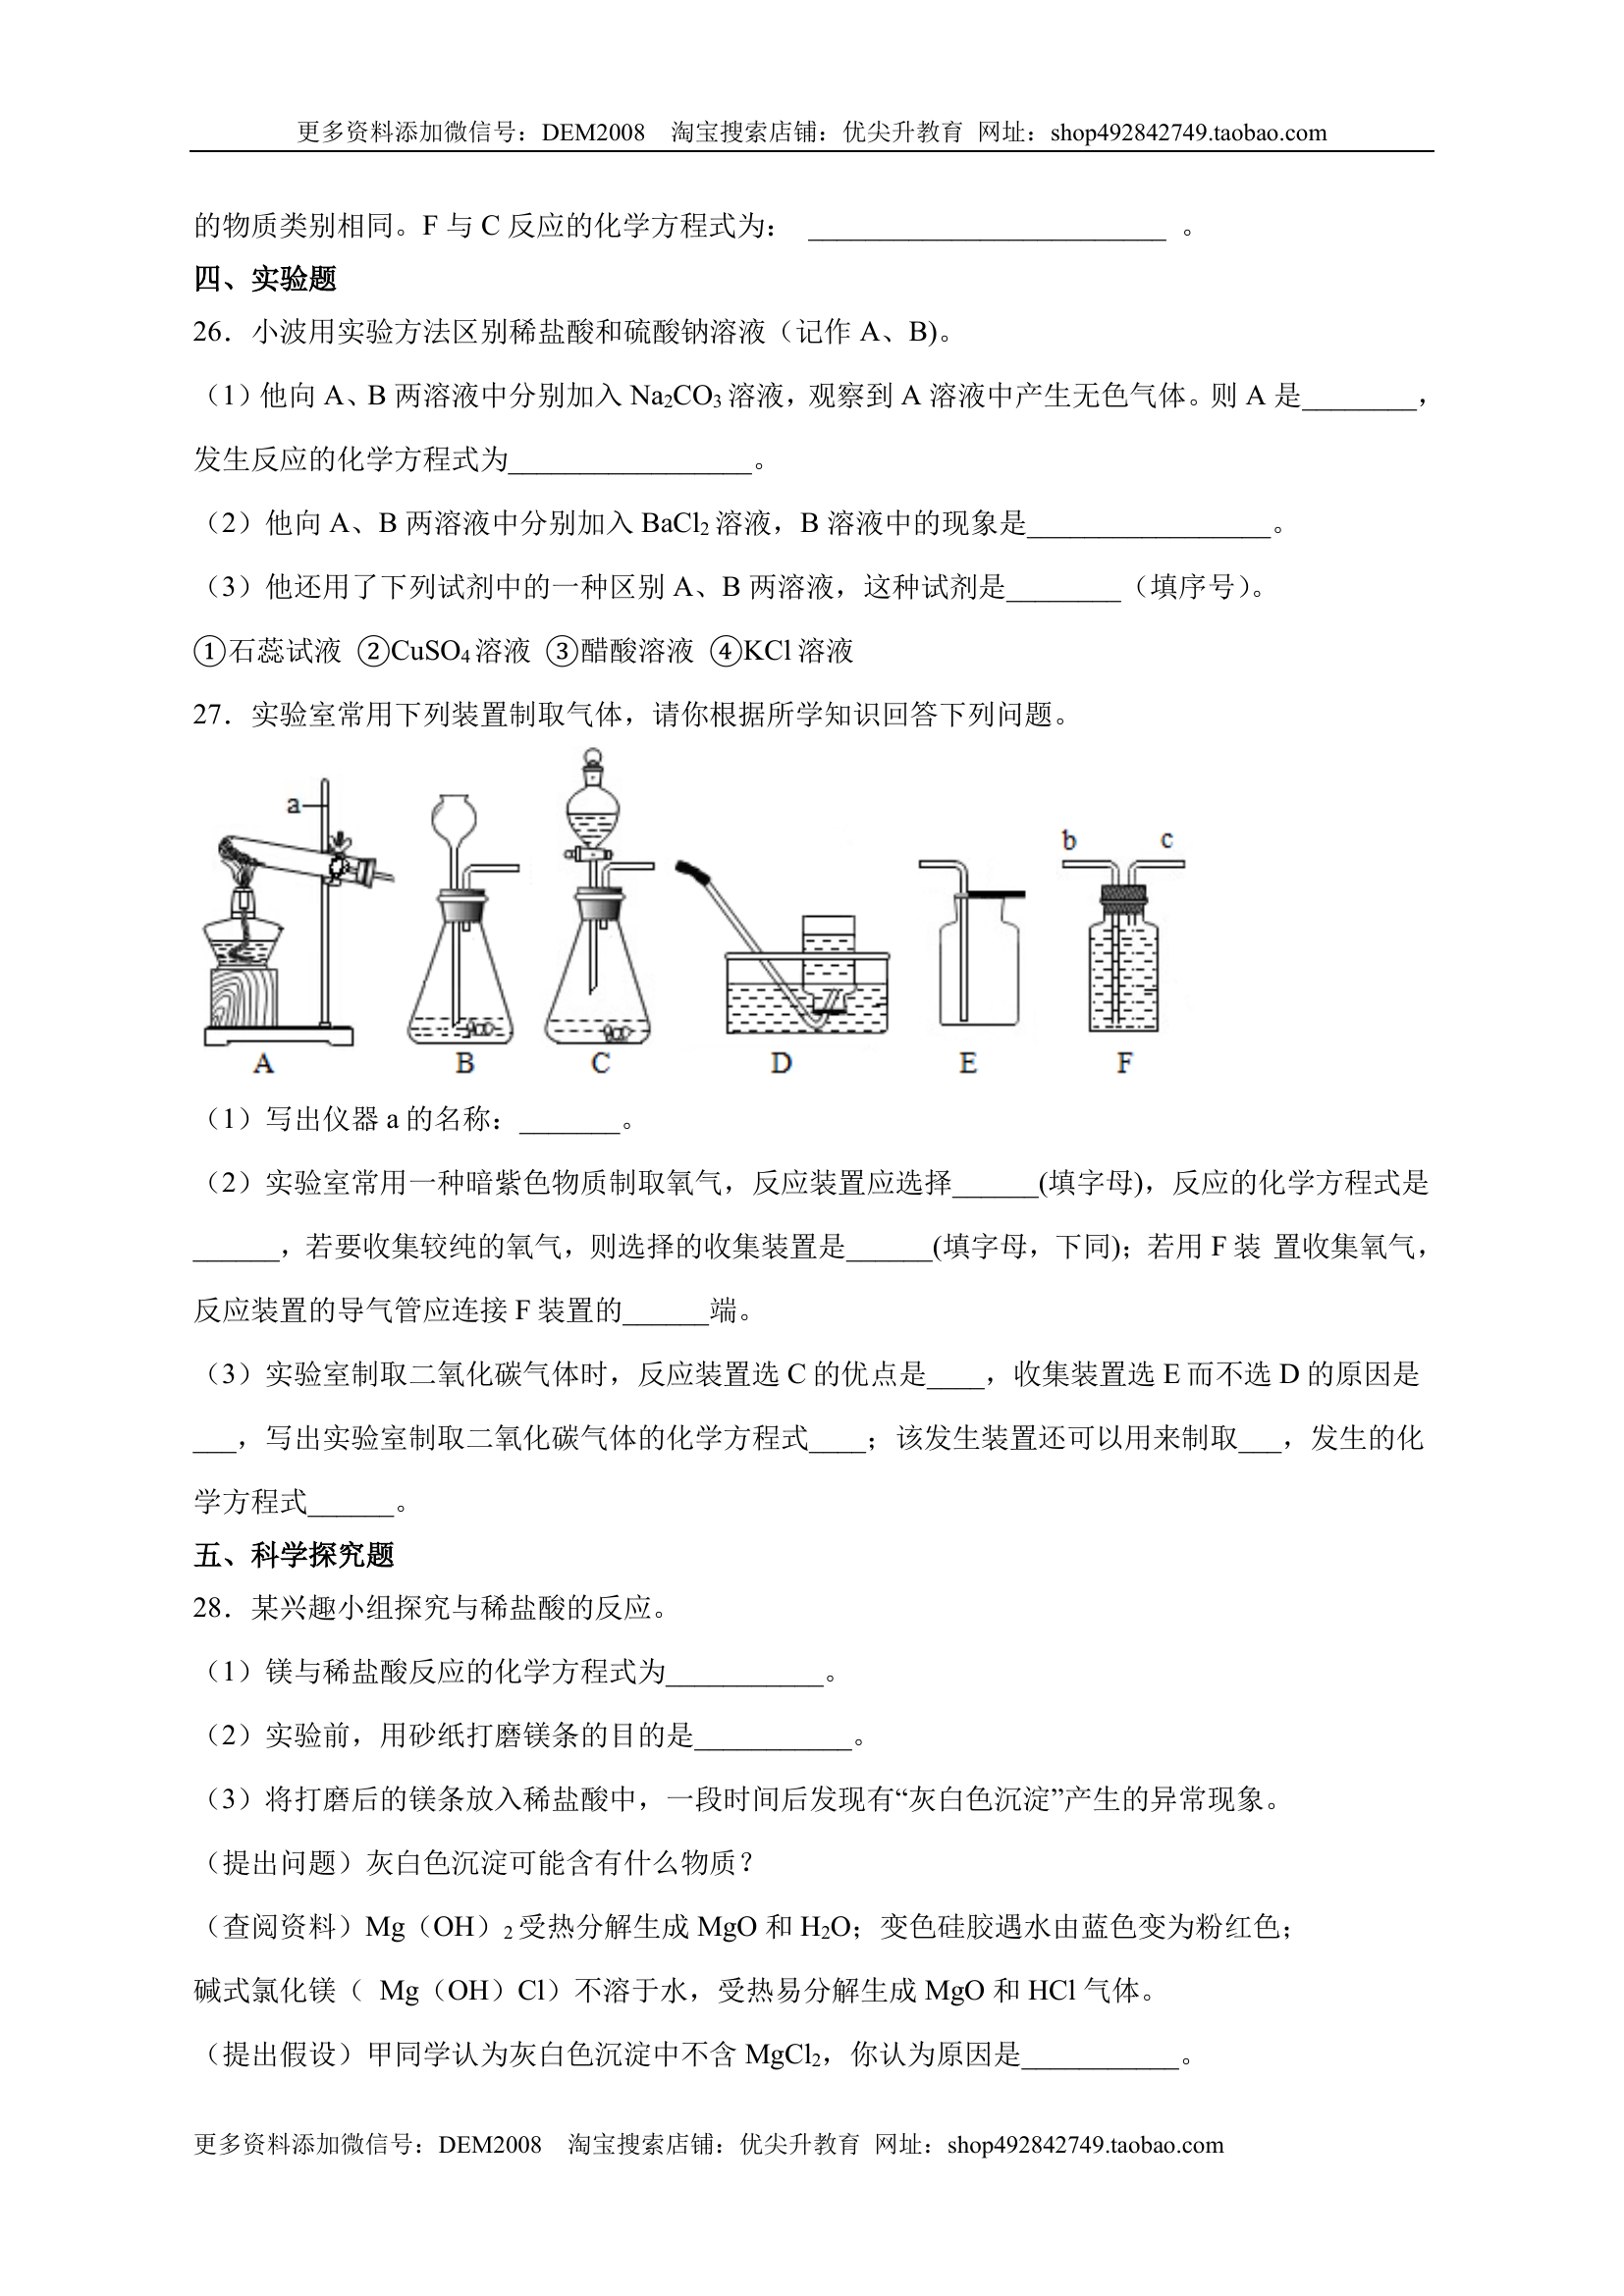 更多资料添加微信号：DEM2008 淘宝搜索店铺：优尖升教育 网址：shop492842749.taobao.com
的物质类别相同。F 与 C 反应的化学方程式为： _________________________ 。
四、实验题
26．小波用实验方法区别稀盐酸和硫酸钠溶液（记作 A、B)。
（1）他向 A、B 两溶液中分别加入 Na₂CO₃ 溶液，观察到 A 溶液中产生无色气体。则 A 是________，
发生反应的化学方程式为_________________。
（2）他向 A、B 两溶液中分别加入 BaCl₂ 溶液，B 溶液中的现象是_________________。
（3）他还用了下列试剂中的一种区别 A、B 两溶液，这种试剂是________（填序号）。
①石蕊试液 ②CuSO₄ 溶液 ③醋酸溶液 ④KCl 溶液
27．实验室常用下列装置制取气体，请你根据所学知识回答下列问题。
a
b c
A B C D E F
（1）写出仪器 a 的名称：_______。
（2）实验室常用一种暗紫色物质制取氧气，反应装置应选择______(填字母)，反应的化学方程式是
______，若要收集较纯的氧气，则选择的收集装置是______(填字母，下同)；若用 F 装 置收集氧气，
反应装置的导气管应连接 F 装置的______端。
（3）实验室制取二氧化碳气体时，反应装置选 C 的优点是____，收集装置选 E 而不选 D 的原因是
___，写出实验室制取二氧化碳气体的化学方程式____；该发生装置还可以用来制取___，发生的化
学方程式______。
五、科学探究题
28．某兴趣小组探究与稀盐酸的反应。
（1）镁与稀盐酸反应的化学方程式为___________。
（2）实验前，用砂纸打磨镁条的目的是___________。
（3）将打磨后的镁条放入稀盐酸中，一段时间后发现有“灰白色沉淀”产生的异常现象。
（提出问题）灰白色沉淀可能含有什么物质？
（查阅资料）Mg（OH）₂ 受热分解生成 MgO 和 H₂O；变色硅胶遇水由蓝色变为粉红色；
碱式氯化镁（ Mg（OH）Cl）不溶于水，受热易分解生成 MgO 和 HCl 气体。
（提出假设）甲同学认为灰白色沉淀中不含 MgCl₂，你认为原因是___________。
更多资料添加微信号：DEM2008 淘宝搜索店铺：优尖升教育 网址：shop492842749.taobao.com